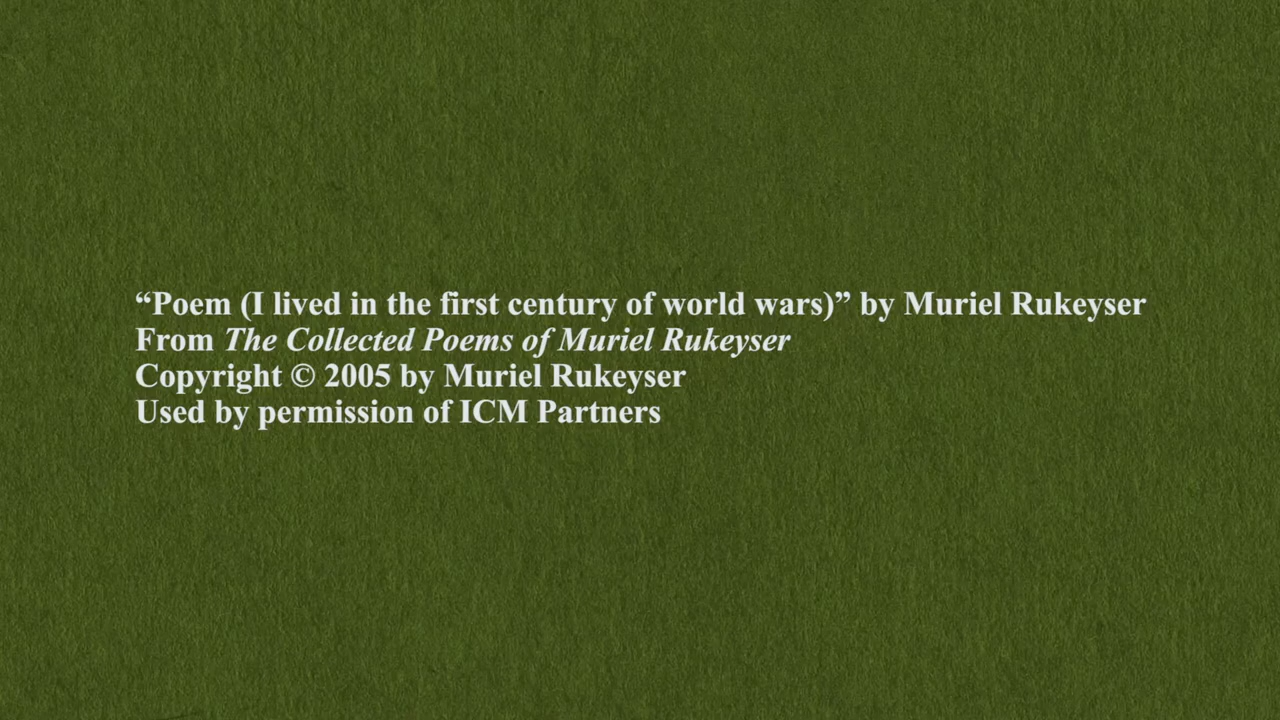 “Poem (I lived in the first century of world wars)” by Muriel Rukeyser
From The Collected Poems of Muriel Rukeyser
Copyright © 2005 by Muriel Rukeyser
Used by permission of ICM Partners